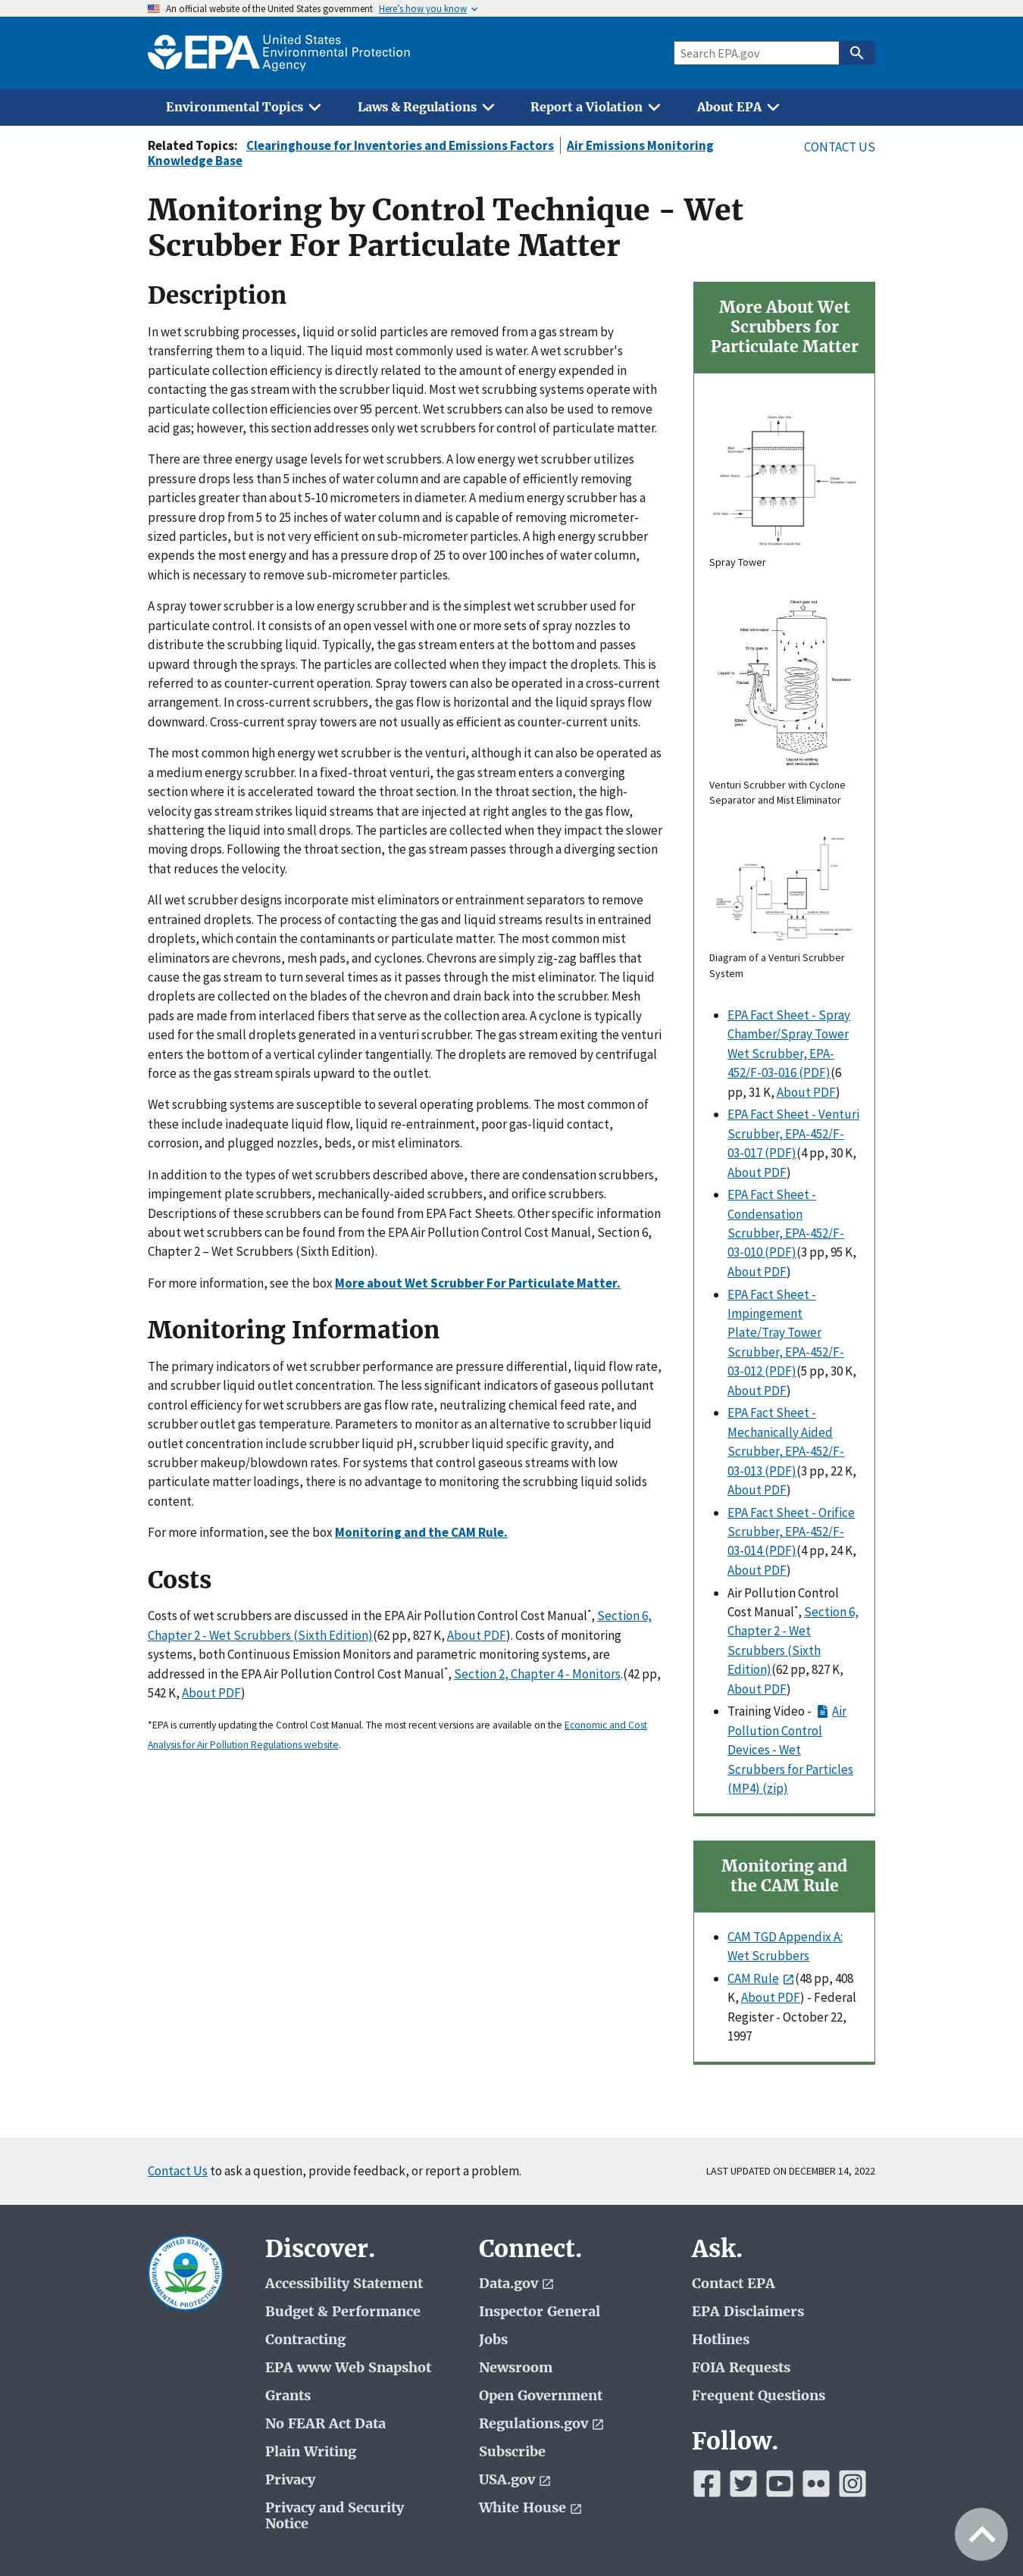 An official website of the United States government Here's how you know
EPA United States
Environmental Protection
Agency
Search EPA.gov
Environmental Topics Laws & Regulations Report a Violation About EPA
Related Topics: Clearinghouse for Inventories and Emissions Factors Air Emissions Monitoring
Knowledge Base
CONTACT US
Monitoring by Control Technique - Wet
Scrubber For Particulate Matter
Description
In wet scrubbing processes, liquid or solid particles are removed from a gas stream by
transferring them to a liquid. The liquid most commonly used is water. A wet scrubber's
particulate collection efficiency is directly related to the amount of energy expended in
contacting the gas stream with the scrubber liquid. Most wet scrubbing systems operate with
particulate collection efficiencies over 95 percent. Wet scrubbers can also be used to remove
acid gas; however, this section addresses only wet scrubbers for control of particulate matter.
There are three energy usage levels for wet scrubbers. A low energy wet scrubber utilizes
pressure drops less than 5 inches of water column and are capable of efficiently removing
particles greater than about 5-10 micrometers in diameter. A medium energy scrubber has a
pressure drop from 5 to 25 inches of water column and is capable of removing micrometer-
sized particles, but is not very efficient on sub-micrometer particles. A high energy scrubber
expends the most energy and has a pressure drop of 25 to over 100 inches of water column,
which is necessary to remove sub-micrometer particles.
A spray tower scrubber is a low energy scrubber and is the simplest wet scrubber used for
particulate control. It consists of an open vessel with one or more sets of spray nozzles to
distribute the scrubbing liquid. Typically, the gas stream enters at the bottom and passes
upward through the sprays. The particles are collected when they impact the droplets. This is
referred to as counter-current operation. Spray towers can also be operated in a cross-current
arrangement. In cross-current scrubbers, the gas flow is horizontal and the liquid sprays flow
downward. Cross-current spray towers are not usually as efficient as counter-current units.
The most common high energy wet scrubber is the venturi, although it can also be operated as
a medium energy scrubber. In a fixed-throat venturi, the gas stream enters a converging
section where it is accelerated toward the throat section. In the throat section, the high-
velocity gas stream strikes liquid streams that are injected at right angles to the gas flow,
shattering the liquid into small drops. The particles are collected when they impact the slower
moving drops. Following the throat section, the gas stream passes through a diverging section
that reduces the velocity.
All wet scrubber designs incorporate mist eliminators or entrainment separators to remove
entrained droplets. The process of contacting the gas and liquid streams results in entrained
droplets, which contain the contaminants or particulate matter. The most common mist
eliminators are chevrons, mesh pads, and cyclones. Chevrons are simply zig-zag baffles that
cause the gas stream to turn several times as it passes through the mist eliminator. The liquid
droplets are collected on the blades of the chevron and drain back into the scrubber. Mesh
pads are made from interlaced fibers that serve as the collection area. A cyclone is typically
used for the small droplets generated in a venturi scrubber. The gas stream exiting the venturi
enters the bottom of a vertical cylinder tangentially. The droplets are removed by centrifugal
force as the gas stream spirals upward to the outlet.
Wet scrubbing systems are susceptible to several operating problems. The most common of
these include inadequate liquid flow, liquid re-entrainment, poor gas-liquid contact,
corrosion, and plugged nozzles, beds, or mist eliminators.
In addition to the types of wet scrubbers described above, there are condensation scrubbers,
impingement plate scrubbers, mechanically-aided scrubbers, and orifice scrubbers.
Descriptions of these scrubbers can be found from EPA Fact Sheets. Other specific information
about wet scrubbers can be found from the EPA Air Pollution Control Cost Manual, Section 6,
Chapter 2 – Wet Scrubbers (Sixth Edition).
For more information, see the box More about Wet Scrubber For Particulate Matter.
Monitoring Information
The primary indicators of wet scrubber performance are pressure differential, liquid flow rate,
and scrubber liquid outlet concentration. The less significant indicators of gaseous pollutant
control efficiency for wet scrubbers are gas flow rate, neutralizing chemical feed rate, and
scrubber outlet gas temperature. Parameters to monitor as an alternative to scrubber liquid
outlet concentration include scrubber liquid pH, scrubber liquid specific gravity, and
scrubber makeup/blowdown rates. For systems that control gaseous streams with low
particulate matter loadings, there is no advantage to monitoring the scrubbing liquid solids
content.
For more information, see the box Monitoring and the CAM Rule.
Costs
Costs of wet scrubbers are discussed in the EPA Air Pollution Control Cost Manual*, Section 6,
Chapter 2 - Wet Scrubbers (Sixth Edition)(62 pp, 827 K, About PDF). Costs of monitoring
systems, both Continuous Emission Monitors and parametric monitoring systems, are
addressed in the EPA Air Pollution Control Cost Manual*, Section 2, Chapter 4 - Monitors.(42 pp,
542 K, About PDF)
*EPA is currently updating the Control Cost Manual. The most recent versions are available on the Economic and Cost
Analysis for Air Pollution Regulations website.
More About Wet
Scrubbers for
Particulate Matter
Spray Tower
Clean gas out
Mist eliminator
Dirty gas in
Liquid in
Throat
Separator
Elbow
joint
Venturi Scrubber with Cyclone
Separator and Mist Eliminator
Diagram of a Venturi Scrubber
System
EPA Fact Sheet - Spray
Chamber/Spray Tower
Wet Scrubber, EPA-
452/F-03-016 (PDF)(6
pp, 31 K, About PDF)
EPA Fact Sheet - Venturi
Scrubber, EPA-452/F-
03-017 (PDF)(4 pp, 30 K,
About PDF)
EPA Fact Sheet -
Condensation
Scrubber, EPA-452/F-
03-010 (PDF)(3 pp, 95 K,
About PDF)
EPA Fact Sheet -
Impingement
Plate/Tray Tower
Scrubber, EPA-452/F-
03-012 (PDF)(5 pp, 30 K,
About PDF)
EPA Fact Sheet -
Mechanically Aided
Scrubber, EPA-452/F-
03-013 (PDF)(3 pp, 22 K,
About PDF)
EPA Fact Sheet - Orifice
Scrubber, EPA-452/F-
03-014 (PDF)(4 pp, 24 K,
About PDF)
Air Pollution Control
Cost Manual*, Section 6,
Chapter 2 - Wet
Scrubbers (Sixth
Edition)(62 pp, 827 K,
About PDF)
Training Video - Air
Pollution Control
Devices - Wet
Scrubbers for Particles
(MP4) (zip)
Monitoring and
the CAM Rule
CAM TGD Appendix A:
Wet Scrubbers
CAM Rule (48 pp, 408
K, About PDF) - Federal
Register - October 22,
1997
Contact Us to ask a question, provide feedback, or report a problem.
LAST UPDATED ON DECEMBER 14, 2022
UNITED STATES ENVIRONMENTAL PROTECTION AGENCY
Discover.
Accessibility Statement
Budget & Performance
Contracting
EPA www Web Snapshot
Grants
No FEAR Act Data
Plain Writing
Privacy
Privacy and Security
Notice
Connect.
Data.gov
Inspector General
Jobs
Newsroom
Open Government
Regulations.gov
Subscribe
USA.gov
White House
Ask.
Contact EPA
EPA Disclaimers
Hotlines
FOIA Requests
Frequent Questions
Follow.